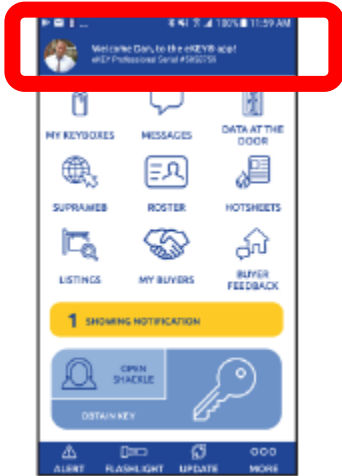 100% 11:59 AM
Welcome Dan, to the eKEY® app!
eKEY Professional Serial #
MY KEYBOXES
MESSAGES
DATA AT THE
DOOR
SUPRAWEB
ROSTER
HOTSHEETS
LISTINGS
MY BUYERS
BUYER
FEEDBACK
1 SHOWING NOTIFICATION
OPEN
SHACKLE
OBTAIN KEY
ALERT
FLASHLIGHT
UPDATE
MORE